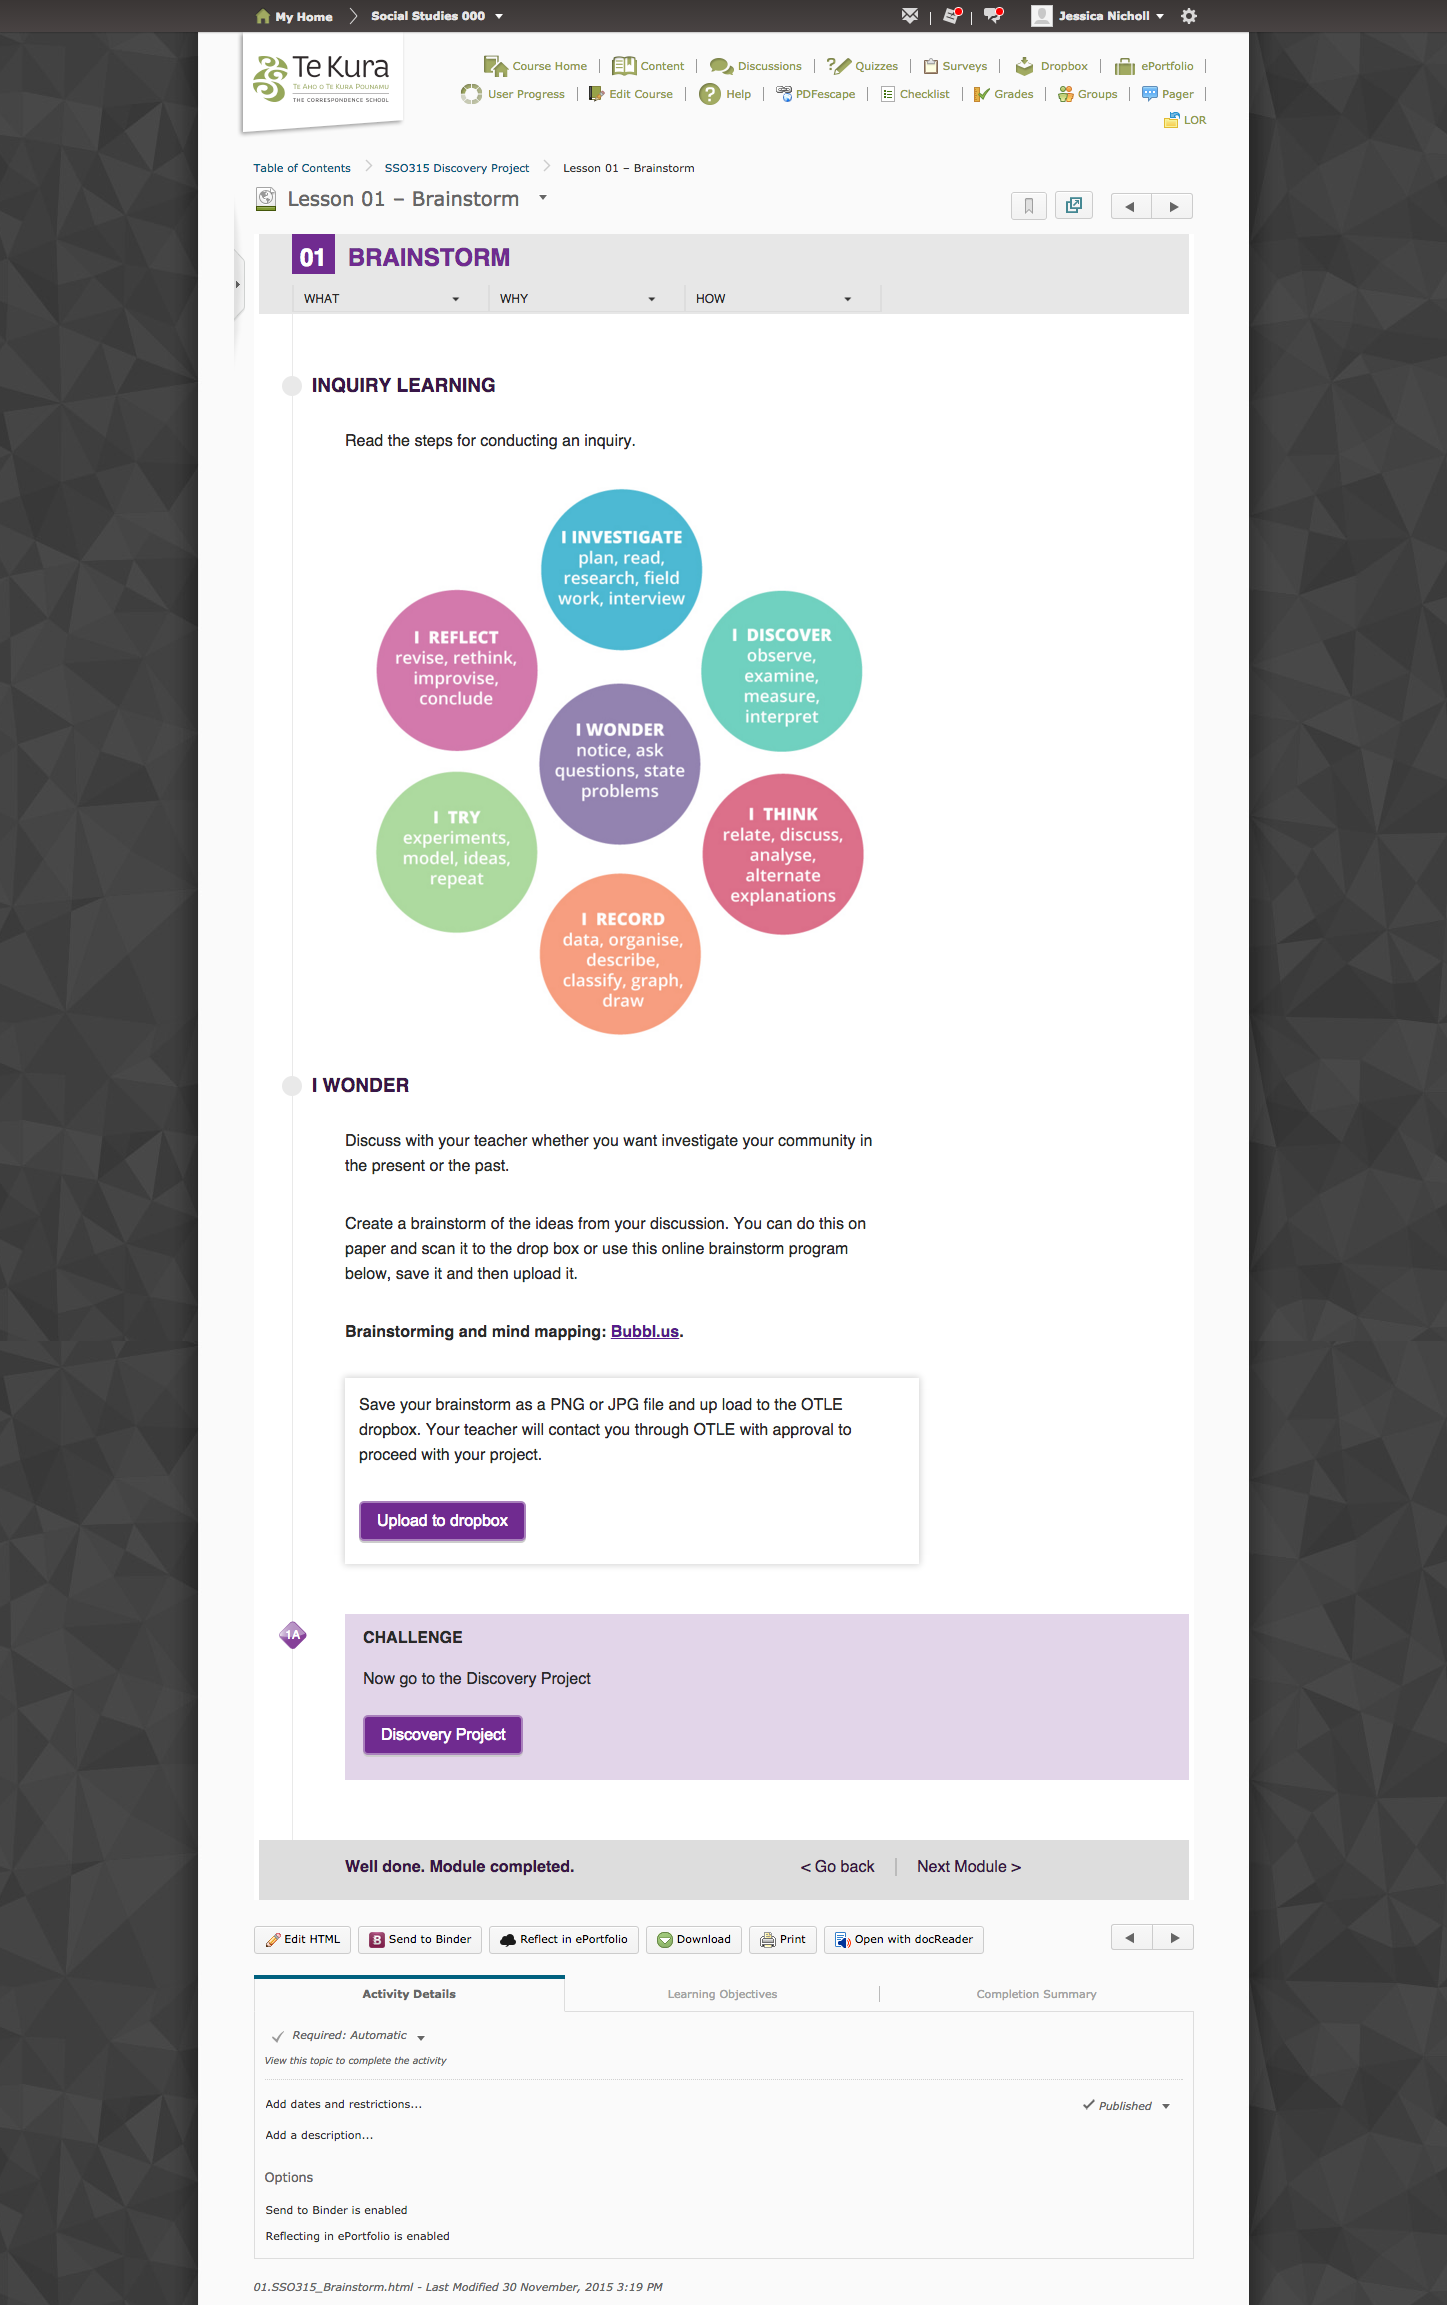 My Home
Social Studies 000
Jessica Nicholl
Te Kura
TE AHO O TE KURA POUNAMU
THE CORRESPONDENCE SCHOOL
Course Home
Content
Discussions
Quizzes
Surveys
Dropbox
ePortfolio
User Progress
Edit Course
Help
PDFescape
Checklist
Grades
Groups
Pager
LOR
Table of Contents
SSO315 Discovery Project
Lesson 01 – Brainstorm
Lesson 01 – Brainstorm
01
BRAINSTORM
WHAT
WHY
HOW
INQUIRY LEARNING
Read the steps for conducting an inquiry.
I INVESTIGATE
plan, read,
research, field
work, interview
I REFLECT
revise, rethink,
improvise,
conclude
I DISCOVER
observe,
examine,
measure,
interpret
I WONDER
notice, ask
questions, state
problems
I TRY
experiments,
model, ideas,
repeat
I THINK
relate, discuss,
analyse,
alternate
explanations
I RECORD
data, organise,
describe,
classify, graph,
draw
I WONDER
Discuss with your teacher whether you want investigate your community in
the present or the past.
Create a brainstorm of the ideas from your discussion. You can do this on
paper and scan it to the drop box or use this online brainstorm program
below, save it and then upload it.
Brainstorming and mind mapping: Bubbl.us.
Save your brainstorm as a PNG or JPG file and up load to the OTLE
dropbox. Your teacher will contact you through OTLE with approval to
proceed with your project.
Upload to dropbox
1A
CHALLENGE
Now go to the Discovery Project
Discovery Project
Well done. Module completed.
< Go back
Next Module >
Edit HTML
Send to Binder
Reflect in ePortfolio
Download
Print
Open with docReader
Activity Details
Learning Objectives
Completion Summary
Required: Automatic
View this topic to complete the activity
Add dates and restrictions...
Published
Add a description...
Options
Send to Binder is enabled
Reflecting in ePortfolio is enabled
01.SSO315_Brainstorm.html - Last Modified 30 November, 2015 3:19 PM